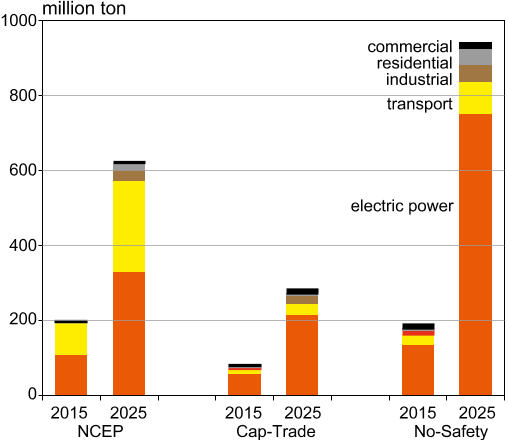 million ton
1000
commercial
residential
industrial
transport
800
600
electric power
400
200
0
2015 2025 2015 2025 2015 2025
NCEP Cap-Trade No-Safety